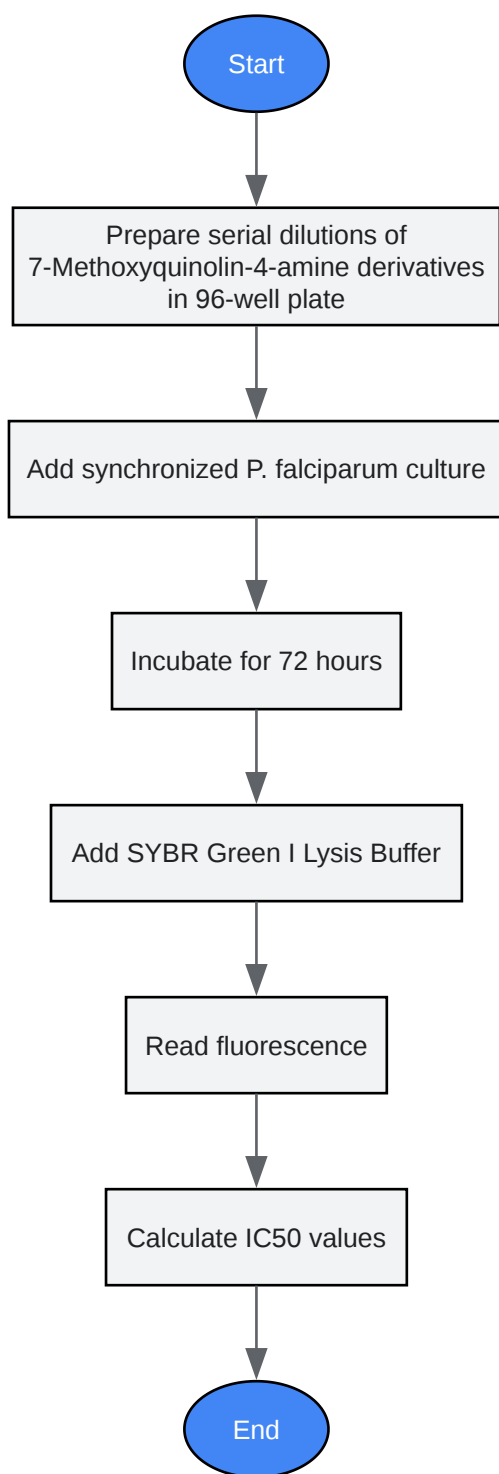 Start
Prepare serial dilutions of
7-Methoxyquinolin-4-amine derivatives
in 96-well plate
Add synchronized P. falciparum culture
Incubate for 72 hours
Add SYBR Green I Lysis Buffer
Read fluorescence
Calculate IC50 values
End